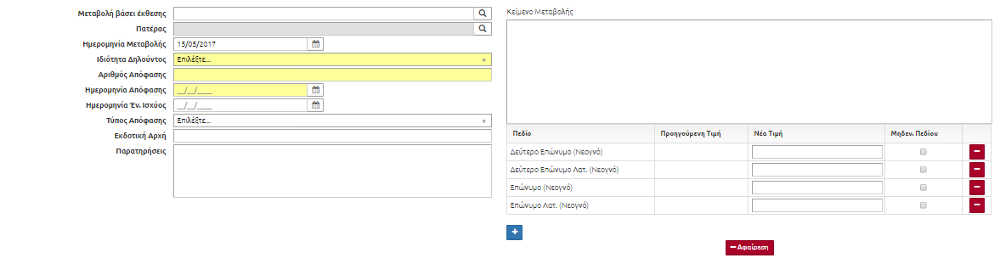 Μεταβολή βάσει έκθεσης
Πατέρας
Ημερομηνία Μεταβολής 15/05/2017
Ιδιότητα Δηλούντος Επιλέξτε...
Αριθμός Απόφασης
Ημερομηνία Απόφασης __/__/____
Ημερομηνία Έν. Ισχύος __/__/____
Τύπος Απόφασης Επιλέξτε...
Εκδοτική Αρχή
Παρατηρήσεις
Κείμενο Μεταβολής
Πεδίο Προηγούμενη Τιμή Νέα Τιμή Μηδεν. Πεδίου
Δεύτερο Επώνυμο (Νεογνό)
Δεύτερο Επώνυμο Λατ. (Νεογνό)
Επώνυμο (Νεογνό)
Επώνυμο Λατ. (Νεογνό)
Αφαίρεση